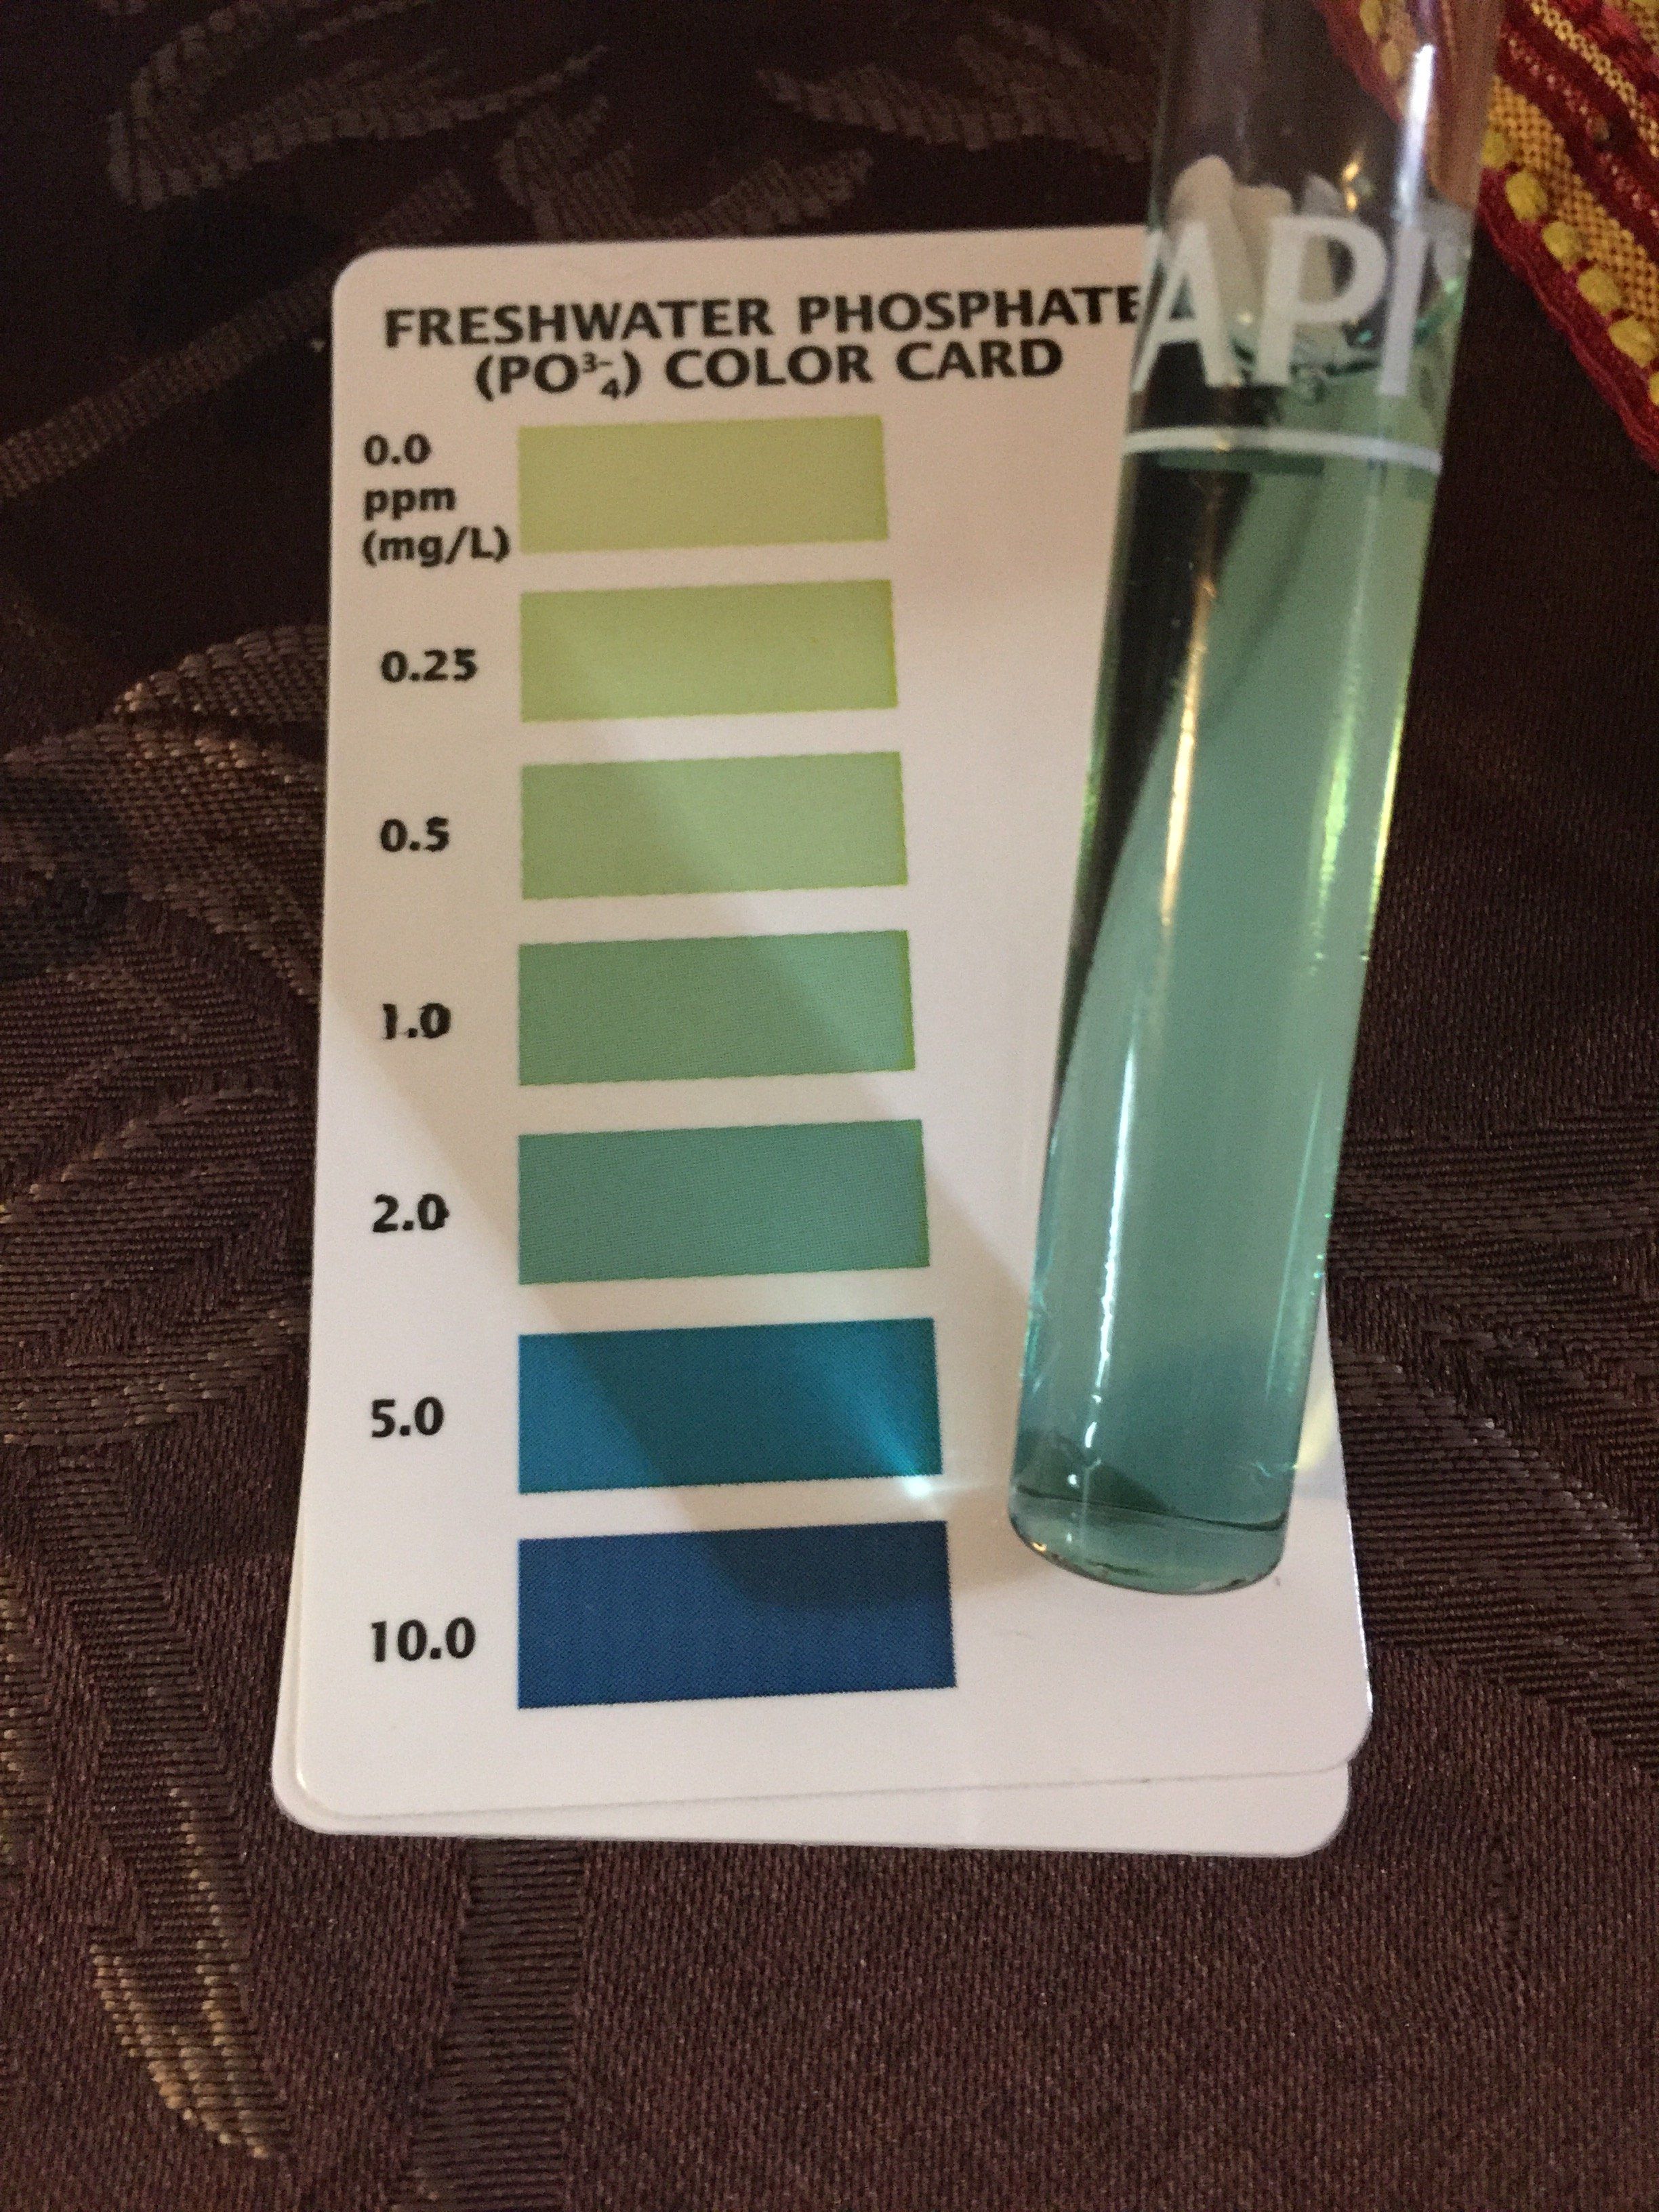 FRESHWATER PHOSPHATE
(PO³⁻₄) COLOR CARD
0.0
ppm
(mg/L)
0.25
0.5
1.0
2.0
5.0
10.0
API